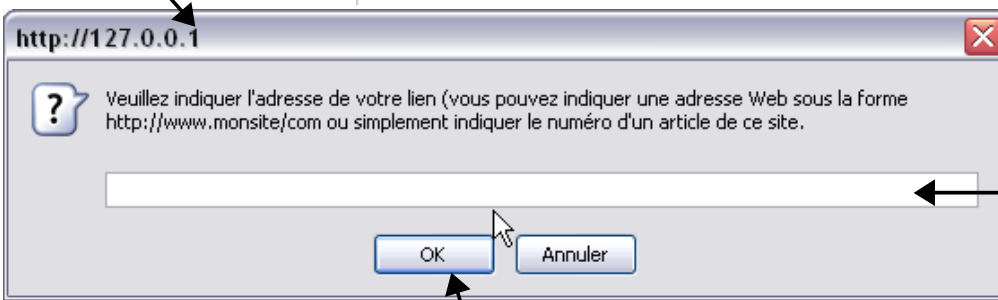 http://127.0.0.1
Veuillez indiquer l'adresse de votre lien (vous pouvez indiquer une adresse Web sous la forme
http://www.monsite/com ou simplement indiquer le numéro d'un article de ce site.
OK Annuler